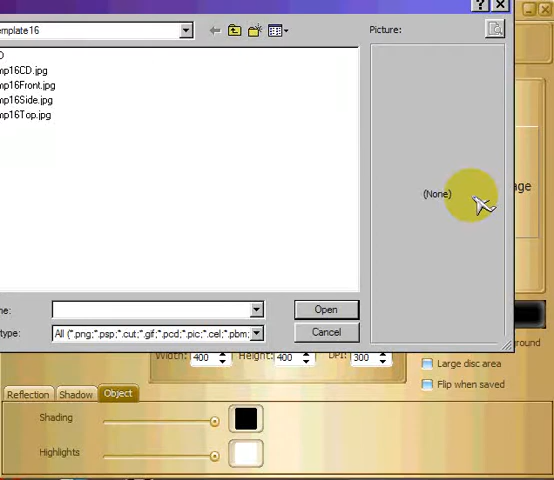 emplate16
Picture:
D
mp16CD.jpg
mp16Front.jpg
mp16Side.jpg
mp16Top.jpg
(None)
age
me:
Open
type:
All (*.png;*.psp;*.cut;*.gif;*.pcd;*.pic;*.cel;*.pbm;
Cancel
ound
Width: 400 Height: 400 DPI: 300
Large disc area
Flip when saved
Reflection Shadow Object
Shading
Highlights